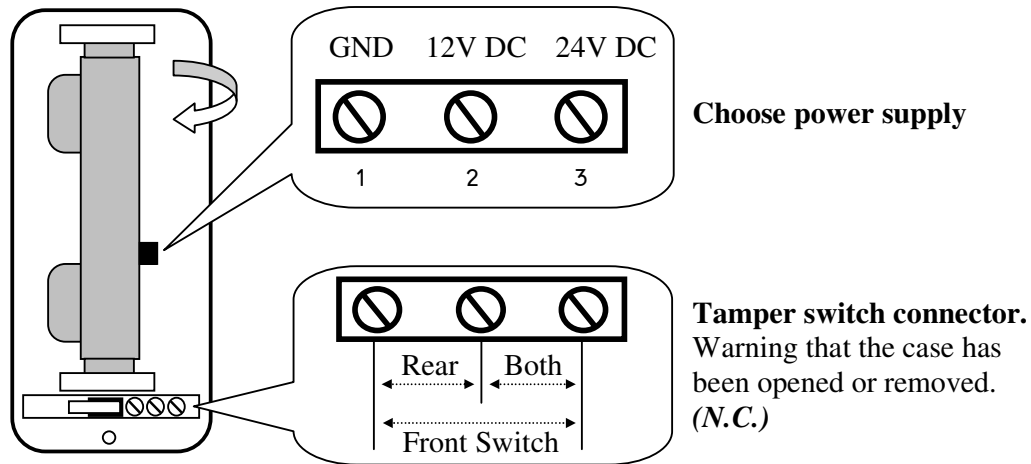 GND 12V DC 24V DC
1 2 3
Choose power supply
Rear Both
Front Switch
Tamper switch connector.
Warning that the case has
been opened or removed.
(N.C.)